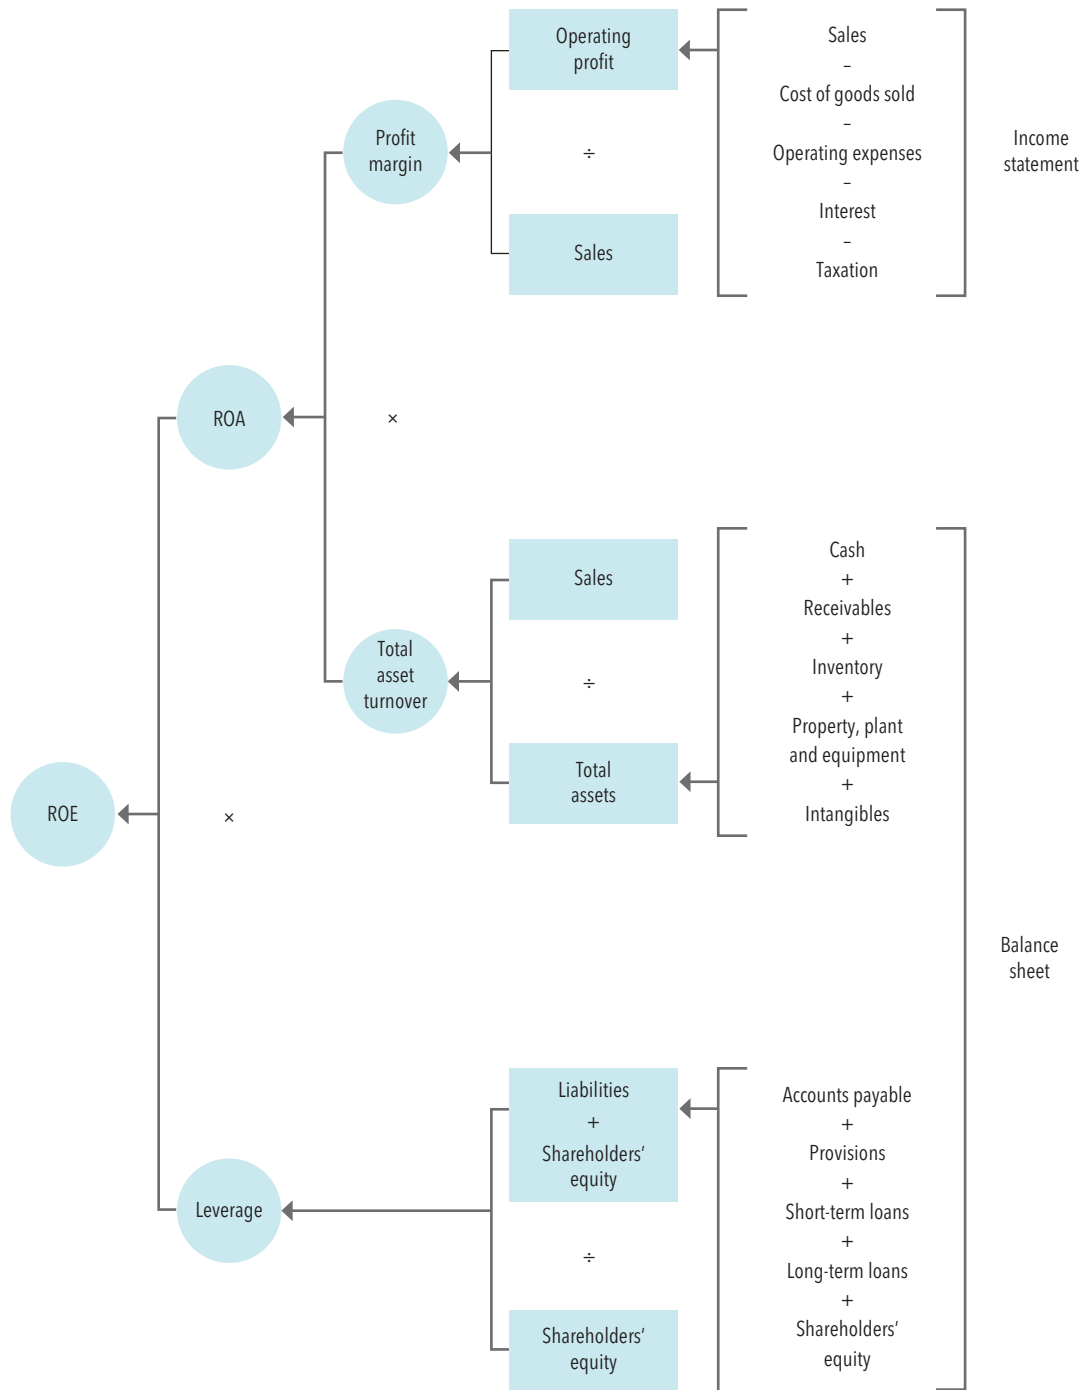 Operating
profit
Sales
–
Cost of goods sold
–
Operating expenses
–
Interest
–
Taxation
Income
statement
Profit
margin
÷
Sales
ROA
×
Sales
Total
asset
turnover
÷
Total
assets
Cash
+
Receivables
+
Inventory
+
Property, plant
and equipment
+
Intangibles
ROE
×
Balance
sheet
Liabilities
+
Shareholders'
equity
Leverage
÷
Shareholders'
equity
Accounts payable
+
Provisions
+
Short-term loans
+
Long-term loans
+
Shareholders'
equity